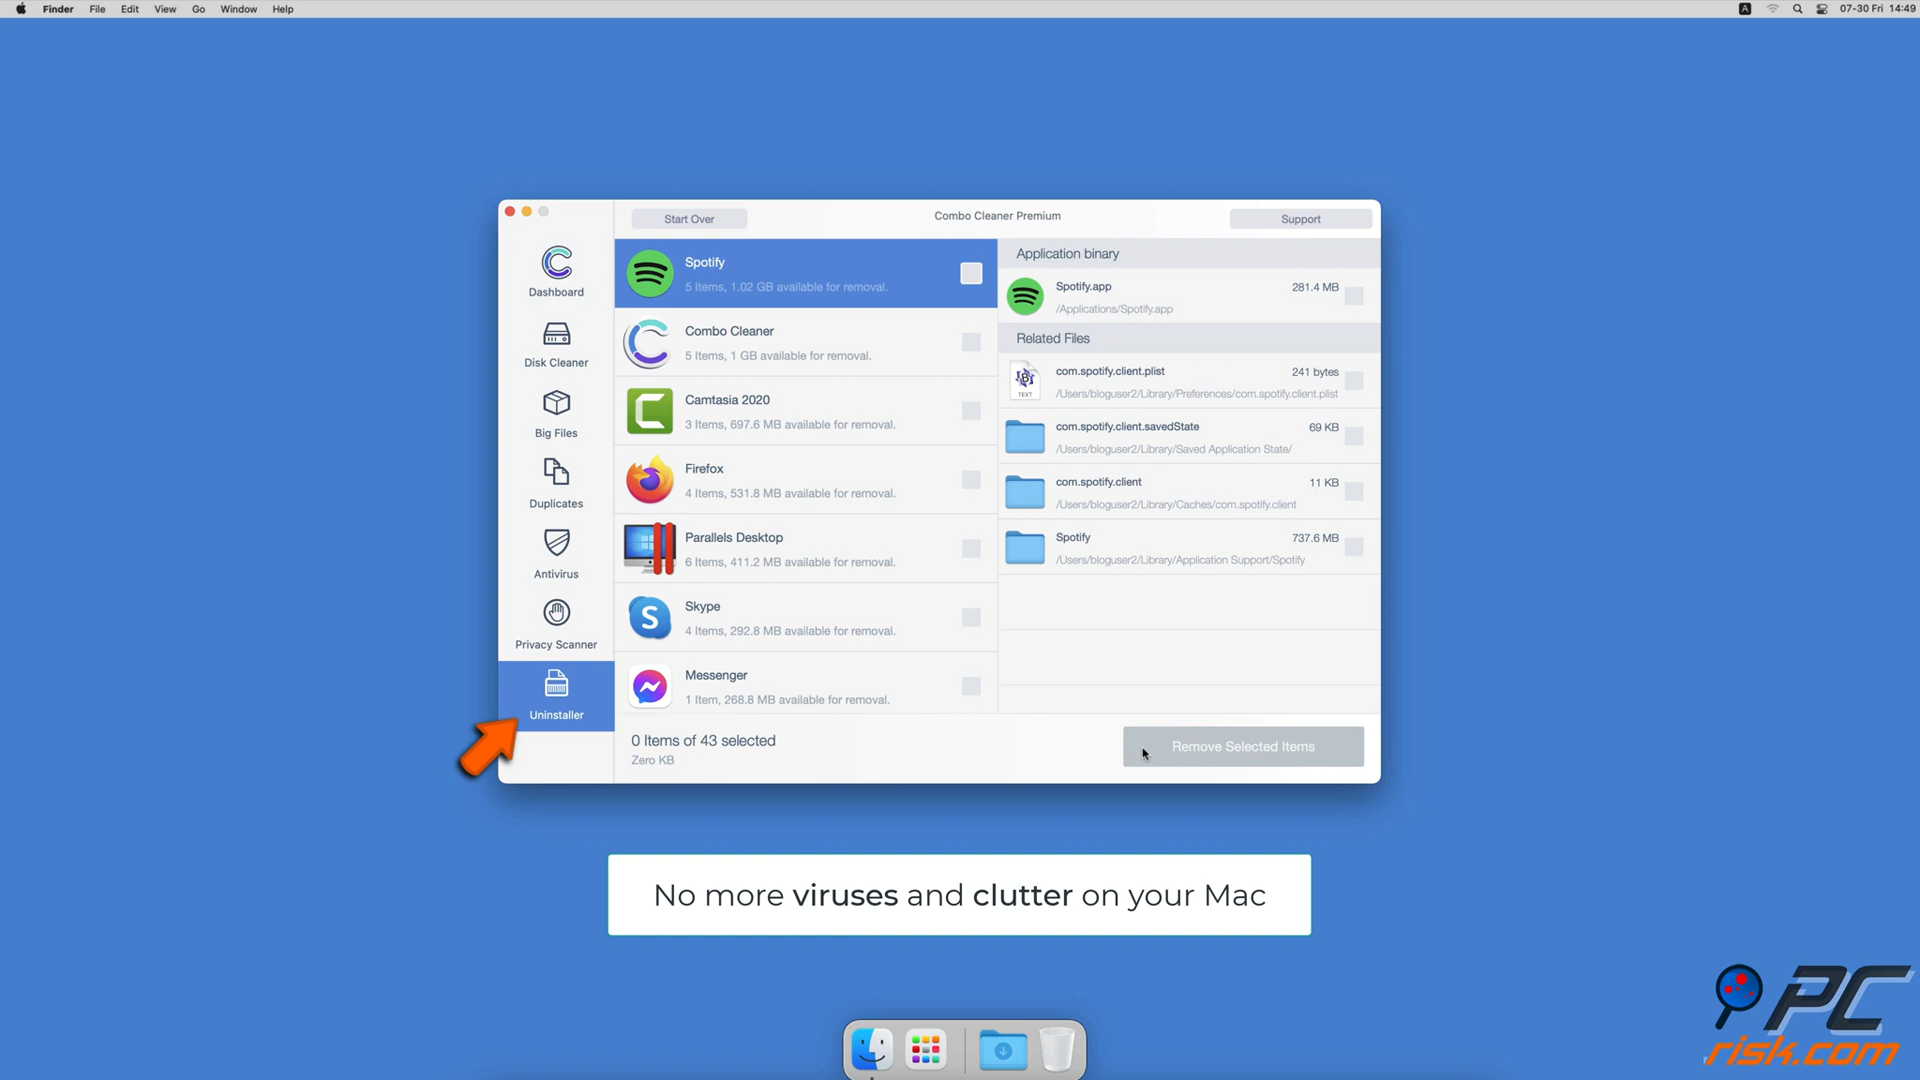 Finder File Edit View Go Window Help
A 07-30 Fri 14:49
Start Over
Combo Cleaner Premium
Support
Dashboard
Disk Cleaner
Big Files
Duplicates
Antivirus
Privacy Scanner
Uninstaller
Spotify
5 Items, 1.02 GB available for removal.
Combo Cleaner
5 Items, 1 GB available for removal.
Camtasia 2020
3 Items, 697.6 MB available for removal.
Firefox
4 Items, 531.8 MB available for removal.
Parallels Desktop
6 Items, 411.2 MB available for removal.
Skype
4 Items, 292.8 MB available for removal.
Messenger
1 Item, 268.8 MB available for removal.
Application binary
Spotify.app 281.4 MB
/Applications/Spotify.app
Related Files
com.spotify.client.plist 241 bytes
/Users/bloguser2/Library/Preferences/com.spotify.client.plist
TEXT
com.spotify.client.savedState 69 KB
/Users/bloguser2/Library/Saved Application State/
com.spotify.client 11 KB
/Users/bloguser2/Library/Caches/com.spotify.client
Spotify 737.6 MB
/Users/bloguser2/Library/Application Support/Spotify
0 Items of 43 selected
Zero KB
Remove Selected Items
No more viruses and clutter on your Mac
PC
risk.com